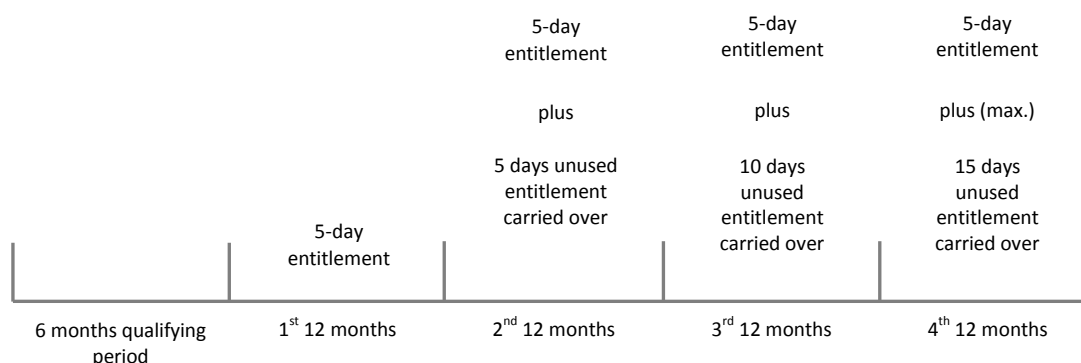 5-day
entitlement
plus
5 days unused
entitlement
carried over
5-day
entitlement
plus
10 days
unused
entitlement
carried over
5-day
entitlement
plus (max.)
15 days
unused
entitlement
carried over
5-day
entitlement
6 months qualifying
period
1st 12 months
2nd 12 months
3rd 12 months
4th 12 months